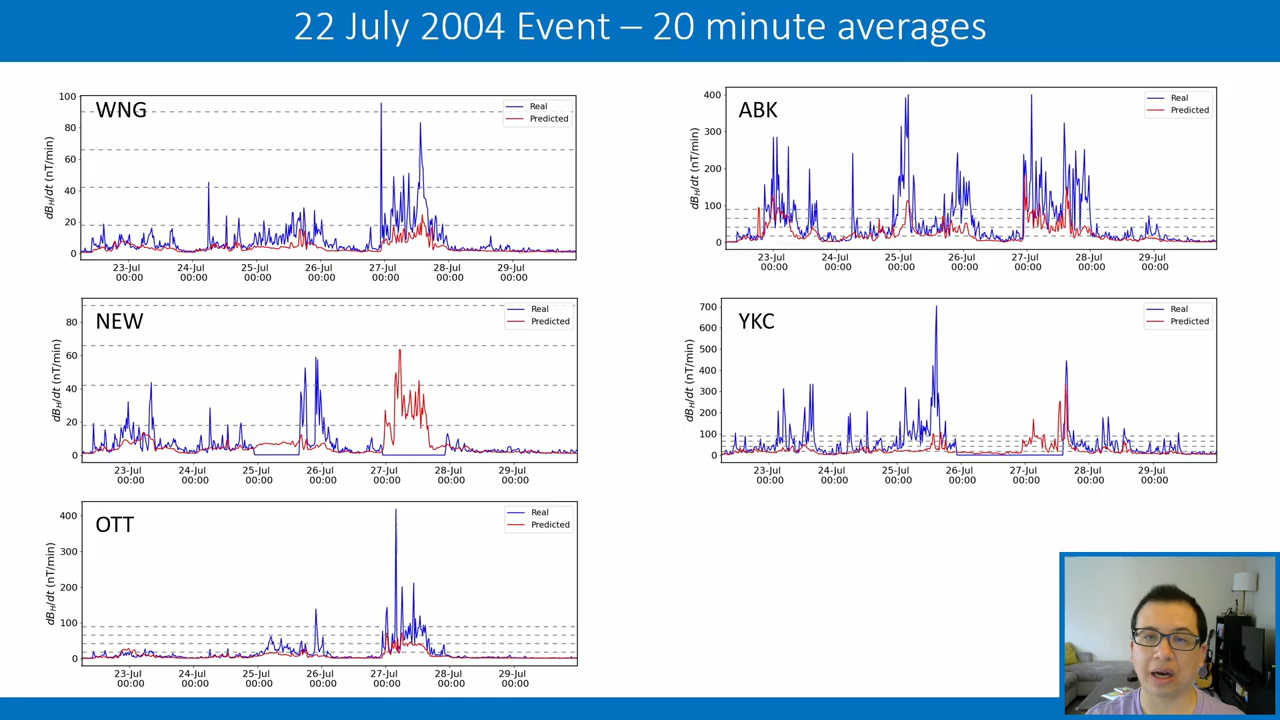 22 July 2004 Event – 20 minute averages
WNG
Real
Predicted
dB_H/dt (nT/min)
100
80
60
40
20
0
23-Jul 24-Jul 25-Jul 26-Jul 27-Jul 28-Jul 29-Jul
00:00 00:00 00:00 00:00 00:00 00:00 00:00
ABK
Real
Predicted
dB_H/dt (nT/min)
400
300
200
100
0
23-Jul 24-Jul 25-Jul 26-Jul 27-Jul 28-Jul 29-Jul
00:00 00:00 00:00 00:00 00:00 00:00 00:00
NEW
Real
Predicted
dB_H/dt (nT/min)
80
60
40
20
0
23-Jul 24-Jul 25-Jul 26-Jul 27-Jul 28-Jul 29-Jul
00:00 00:00 00:00 00:00 00:00 00:00 00:00
YKC
Real
Predicted
dB_H/dt (nT/min)
700
600
500
400
300
200
100
0
23-Jul 24-Jul 25-Jul 26-Jul 27-Jul 28-Jul 29-Jul
00:00 00:00 00:00 00:00 00:00 00:00 00:00
OTT
Real
Predicted
dB_H/dt (nT/min)
400
300
200
100
0
23-Jul 24-Jul 25-Jul 26-Jul 27-Jul 28-Jul 29-Jul
00:00 00:00 00:00 00:00 00:00 00:00 00:00